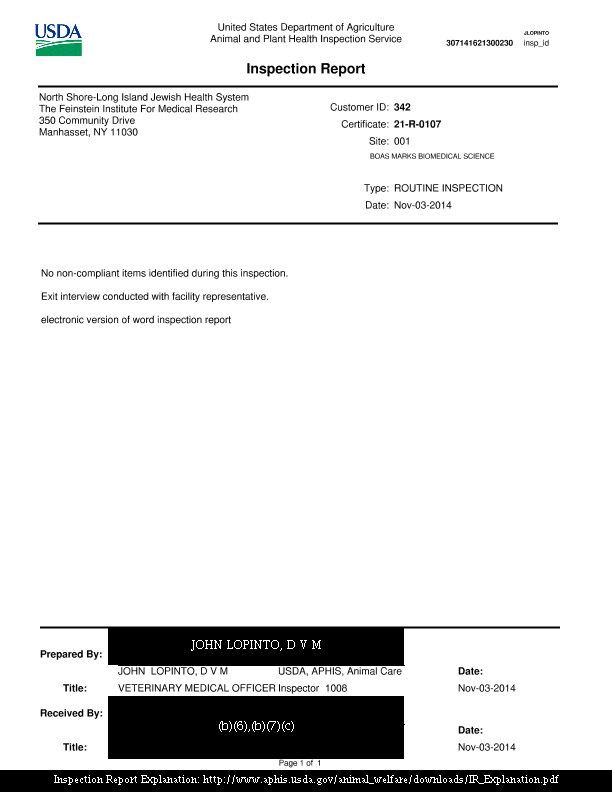 USDA
United States Department of Agriculture
Animal and Plant Health Inspection Service
JLOPINTO
307141621300230 insp_id
Inspection Report
North Shore-Long Island Jewish Health System
The Feinstein Institute For Medical Research
350 Community Drive
Manhasset, NY 11030
Customer ID: 342
Certificate: 21-R-0107
Site: 001
BOAS MARKS BIOMEDICAL SCIENCE
Type: ROUTINE INSPECTION
Date: Nov-03-2014
No non-compliant items identified during this inspection.
Exit interview conducted with facility representative.
electronic version of word inspection report
JOHN LOPINTO, D V M
Prepared By:
JOHN LOPINTO, D V M USDA, APHIS, Animal Care Date:
Title: VETERINARY MEDICAL OFFICER Inspector 1008 Nov-03-2014
Received By:
(b)(6),(b)(7)(c)
Date:
Title: Nov-03-2014
Page 1 of 1
Inspection Report Explanation: http://www.aphis.usda.gov/animal_welfare/downloads/IR_Explanation.pdf